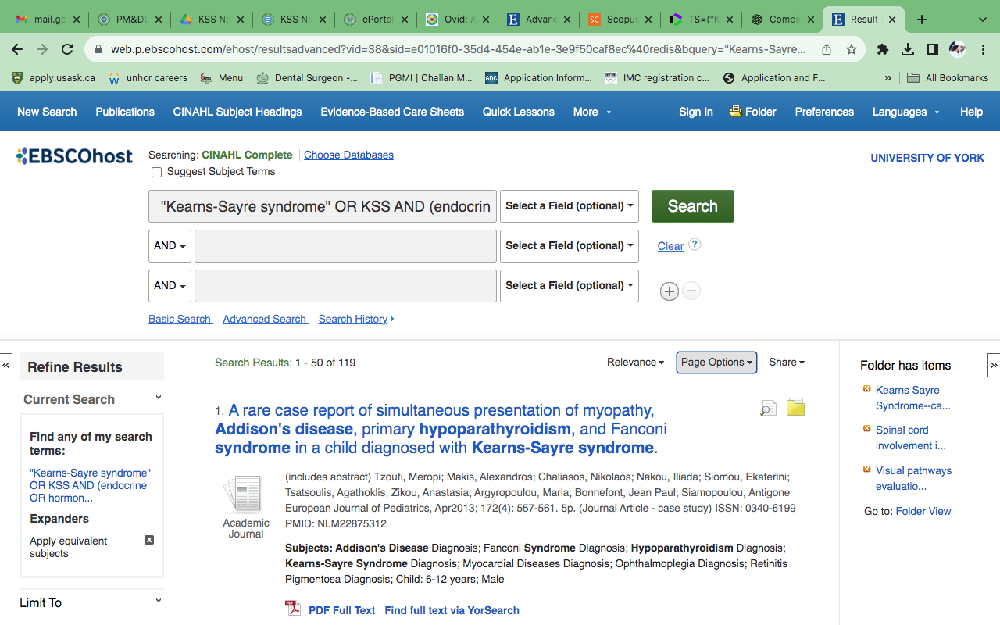 mail.go
PM&DC
KSS NI
KSS NI
ePortal
Ovid: A
Advanc
Scopus
TS=("K
Combi
Result
web.p.ebscohost.com/ehost/resultsadvanced?vid=38&sid=e01016f0-35d4-454e-ab1e-3e9f50caf8ec%40redis&bquery="Kearns-Sayre...
apply.usask.ca
unhcr careers
Menu
Dental Surgeon -...
PGMI | Challan M...
GDC
Application Inform...
IMC registration c...
Application and F...
»
All Bookmarks
New Search
Publications
CINAHL Subject Headings
Evidence-Based Care Sheets
Quick Lessons
More
Sign In
Folder
Preferences
Languages
Help
EBSCOhost
Searching: CINAHL Complete
Choose Databases
UNIVERSITY OF YORK
Suggest Subject Terms
"Kearns-Sayre syndrome" OR KSS AND (endocrin
Select a Field (optional)
Search
AND
Select a Field (optional)
Clear
?
AND
Select a Field (optional)
Basic Search
Advanced Search
Search History
«
Refine Results
Current Search
Find any of my search
terms:
"Kearns-Sayre syndrome"
OR KSS AND (endocrine
OR hormon...
Expanders
Apply equivalent
subjects
Limit To
Search Results: 1 - 50 of 119
Relevance
Page Options
Share
1. A rare case report of simultaneous presentation of myopathy,
Addison's disease, primary hypoparathyroidism, and Fanconi
syndrome in a child diagnosed with Kearns-Sayre syndrome.
Academic
Journal
(includes abstract) Tzoufi, Meropi; Makis, Alexandros; Chaliasos, Nikolaos; Nakou, Iliada; Siomou, Ekaterini;
Tsatsoulis, Agathoklis; Zikou, Anastasia; Argyropoulou, Maria; Bonnefont, Jean Paul; Siamopoulou, Antigone
European Journal of Pediatrics, Apr2013; 172(4): 557-561. 5p. (Journal Article - case study) ISSN: 0340-6199
PMID: NLM22875312
Subjects: Addison's Disease Diagnosis; Fanconi Syndrome Diagnosis; Hypoparathyroidism Diagnosis;
Kearns-Sayre Syndrome Diagnosis; Myocardial Diseases Diagnosis; Ophthalmoplegia Diagnosis; Retinitis
Pigmentosa Diagnosis; Child: 6-12 years; Male
PDF Full Text
Find full text via YorSearch
Folder has items
»
Kearns Sayre
Syndrome--ca...
Spinal cord
involvement i...
Visual pathways
evaluatio...
Go to: Folder View